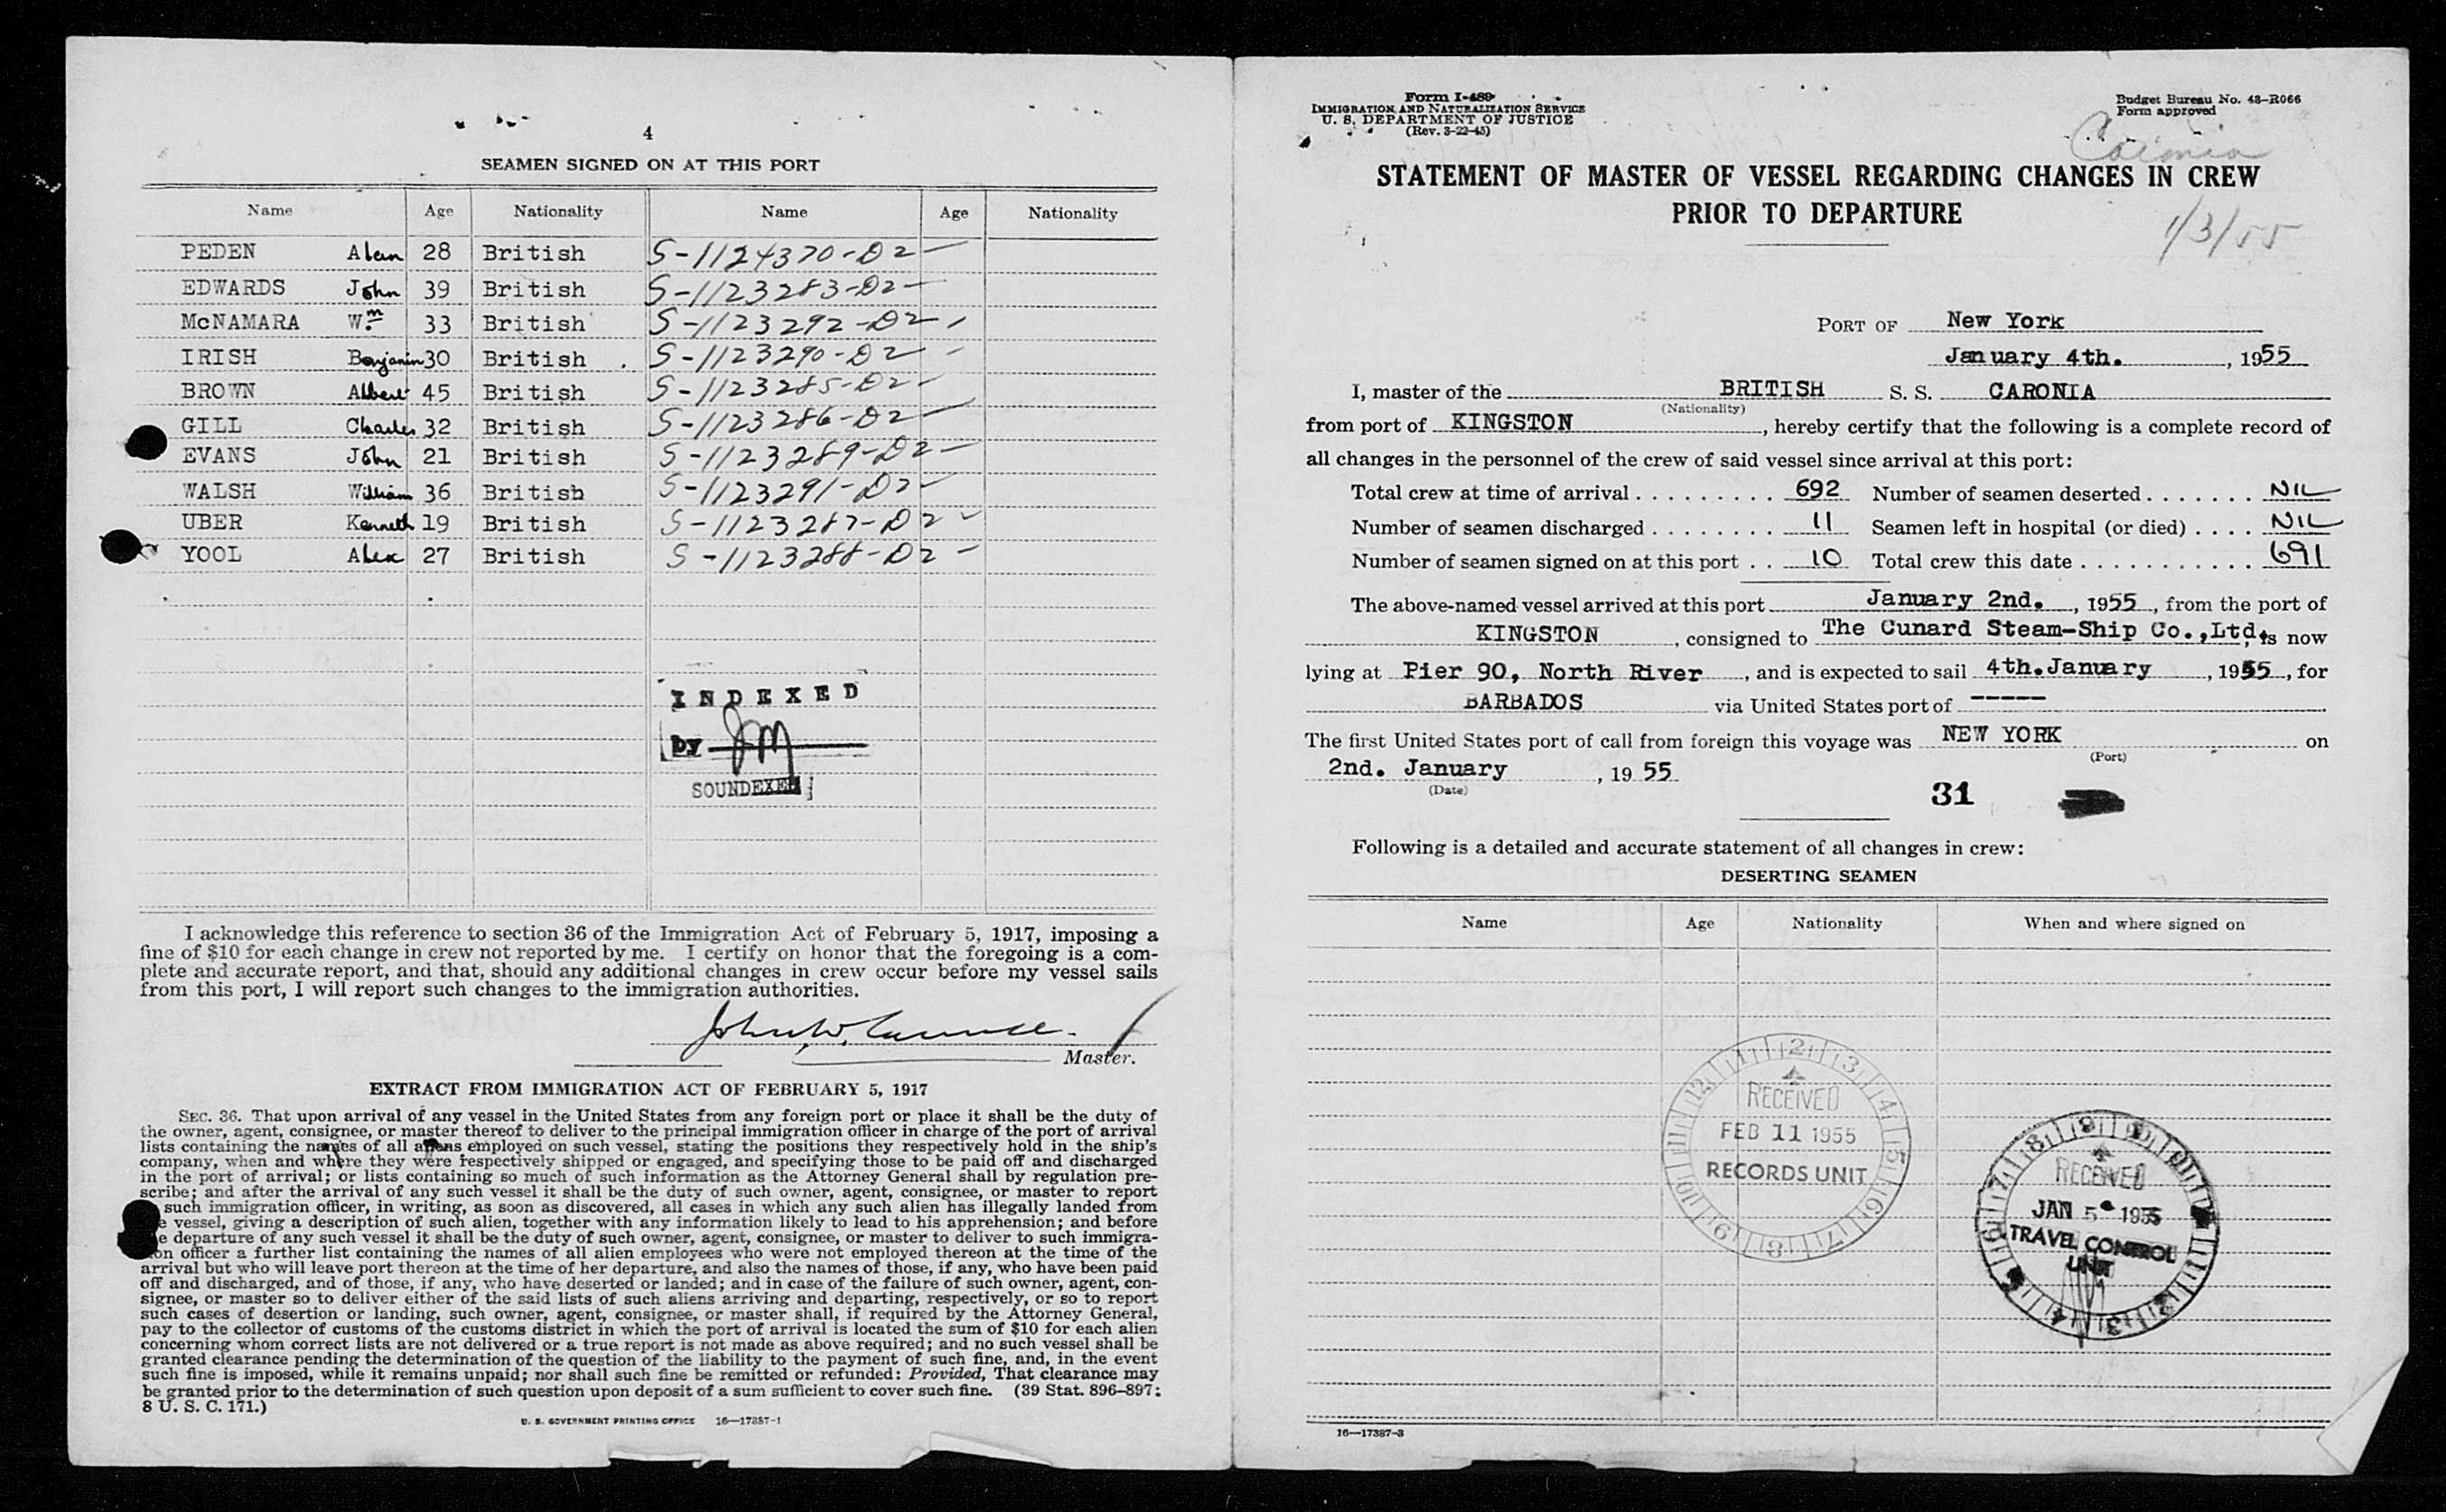 4
SEAMEN SIGNED ON AT THIS PORT
Name Age Nationality Name Age Nationality
PEDEN Alan 28 British S-1124370-D2
EDWARDS John 39 British S-1123283-D2
McNAMARA Wm 33 British S-1123292-D2
IRISH Benjamin 30 British S-1123290-D2
BROWN Albert 45 British S-1123285-D2
GILL Charles 32 British S-1123286-D2
EVANS John 21 British S-1123289-D2
WALSH William 36 British S-1123291-D2
UBER Kenneth 19 British S-1123287-D2
YOOL Alex 27 British S-1123288-D2
INDEXED
by JM
SOUNDEXED
I acknowledge this reference to section 36 of the Immigration Act of February 5, 1917, imposing a
fine of $10 for each change in crew not reported by me. I certify on honor that the foregoing is a com-
plete and accurate report, and that, should any additional changes in crew occur before my vessel sails
from this port, I will report such changes to the immigration authorities.
John W.
Master.
EXTRACT FROM IMMIGRATION ACT OF FEBRUARY 5, 1917
SEC. 36. That upon arrival of any vessel in the United States from any foreign port or place it shall be the duty of
the owner, agent, consignee, or master thereof to deliver to the principal immigration officer in charge of the port of arrival
lists containing the names of all aliens employed on such vessel, stating the positions they respectively hold in the ship's
company, when and where they were respectively shipped or engaged, and specifying those to be paid off and discharged
in the port of arrival; or lists containing so much of such information as the Attorney General shall by regulation pre-
scribe; and after the arrival of any such vessel it shall be the duty of such owner, agent, consignee, or master to report
such immigration officer, in writing, as soon as discovered, all cases in which any such alien has illegally landed from
e vessel, giving a description of such alien, together with any information likely to lead to his apprehension; and before
e departure of any such vessel it shall be the duty of such owner, agent, consignee, or master to deliver to such immigra-
on officer a further list containing the names of all alien employees who were not employed thereon at the time of the
arrival but who will leave port thereon at the time of her departure, and also the names of those, if any, who have been paid
off and discharged, and of those, if any, who have deserted or landed; and in case of the failure of such owner, agent, con-
signee, or master so to deliver either of the said lists of such aliens arriving and departing, respectively, or so to report
such cases of desertion or landing, such owner, agent, consignee, or master shall, if required by the Attorney General,
pay to the collector of customs of the customs district in which the port of arrival is located the sum of $10 for each alien
concerning whom correct lists are not delivered or a true report is not made as above required; and no such vessel shall be
granted clearance pending the determination of the question of the liability to the payment of such fine, and, in the event
such fine is imposed, while it remains unpaid; nor shall such fine be remitted or refunded: Provided, That clearance may
be granted prior to the determination of such question upon deposit of a sum sufficient to cover such fine. (39 Stat. 896-897;
8 U. S. C. 171.)
U. S. GOVERNMENT PRINTING OFFICE 16—17387-1
Form I-489
IMMIGRATION AND NATURALIZATION SERVICE
U. S. DEPARTMENT OF JUSTICE
(Rev. 3-22-45)
Budget Bureau No. 43-R066
Form approved
Caronia
STATEMENT OF MASTER OF VESSEL REGARDING CHANGES IN CREW
PRIOR TO DEPARTURE
1/3/55
PORT OF New York
January 4th. , 1955
I, master of the BRITISH S. S. CARONIA
(Nationality)
from port of KINGSTON , hereby certify that the following is a complete record of
all changes in the personnel of the crew of said vessel since arrival at this port:
Total crew at time of arrival . . . . . . . . . 692 Number of seamen deserted . . . . . . . NIL
Number of seamen discharged . . . . . . . . 11 Seamen left in hospital (or died) . . . . NIL
Number of seamen signed on at this port . . 10 Total crew this date . . . . . . . . . . . . 691
The above-named vessel arrived at this port January 2nd. , 1955 , from the port of
KINGSTON , consigned to The Cunard Steam-Ship Co.,Ltd, is now
lying at Pier 90, North River , and is expected to sail 4th.January , 1955 , for
BARBADOS via United States port of -----
The first United States port of call from foreign this voyage was NEW YORK on
(Port)
2nd. January , 19 55
(Date)
31
Following is a detailed and accurate statement of all changes in crew:
DESERTING SEAMEN
Name Age Nationality When and where signed on
1 2 3 4 5 6 7 8 9 10 11 12
RECEIVED
FEB 11 1955
RECORDS UNIT
RECEIVED
JAN 5 1955
TRAVEL CONTROL
UNIT
16—17387-3